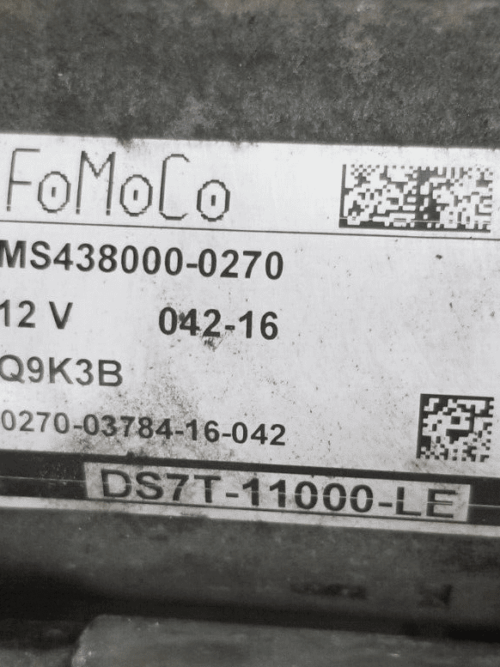 FoMoCo
MS438000-0270
12 V 042-16
Q9K3B
0270-03784-16-042
DS7T-11000-LE